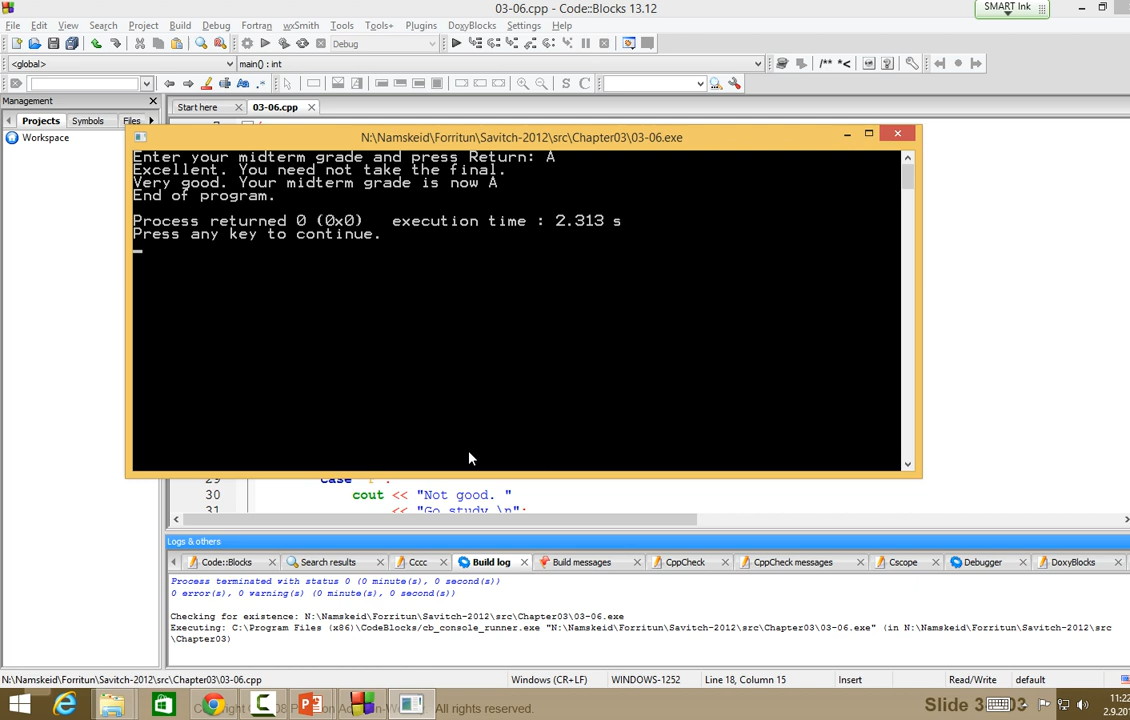 03-06.cpp - Code::Blocks 13.12
SMART Ink
File Edit View Search Project Build Debug Fortran wxSmith Tools Tools+ Plugins DoxyBlocks Settings Help
Debug
<global> main() : int
/** *<
S C
Management
Start here 03-06.cpp
Projects Symbols Files
Workspace
N:\Namskeid\Forritun\Savitch-2012\src\Chapter03\03-06.exe
Enter your midterm grade and press Return: A
Excellent. You need not take the final.
Very good. Your midterm grade is now A
End of program.
Process returned 0 (0x0) execution time : 2.313 s
Press any key to continue.
29 case
30 cout << "Not good. "
31 << "Go study.\n";
Logs & others
Code::Blocks Search results Cccc Build log Build messages CppCheck CppCheck messages Cscope Debugger DoxyBlocks
Process terminated with status 0 (0 minute(s), 0 second(s))
0 error(s), 0 warning(s) (0 minute(s), 0 second(s))
Checking for existence: N:\Namskeid\Forritun\Savitch-2012\src\Chapter03\03-06.exe
Executing: C:\Program Files (x86)\CodeBlocks/cb_console_runner.exe "N:\Namskeid\Forritun\Savitch-2012\src\Chapter03\03-06.exe" (in N:\Namskeid\Forritun\Savitch-2012\src
\Chapter03)
N:\Namskeid\Forritun\Savitch-2012\src\Chapter03\03-06.cpp Windows (CR+LF) WINDOWS-1252 Line 18, Column 15 Insert Read/Write default
08 Addison-W rights reserved.
Slide 3
03
11:22
2.9.201